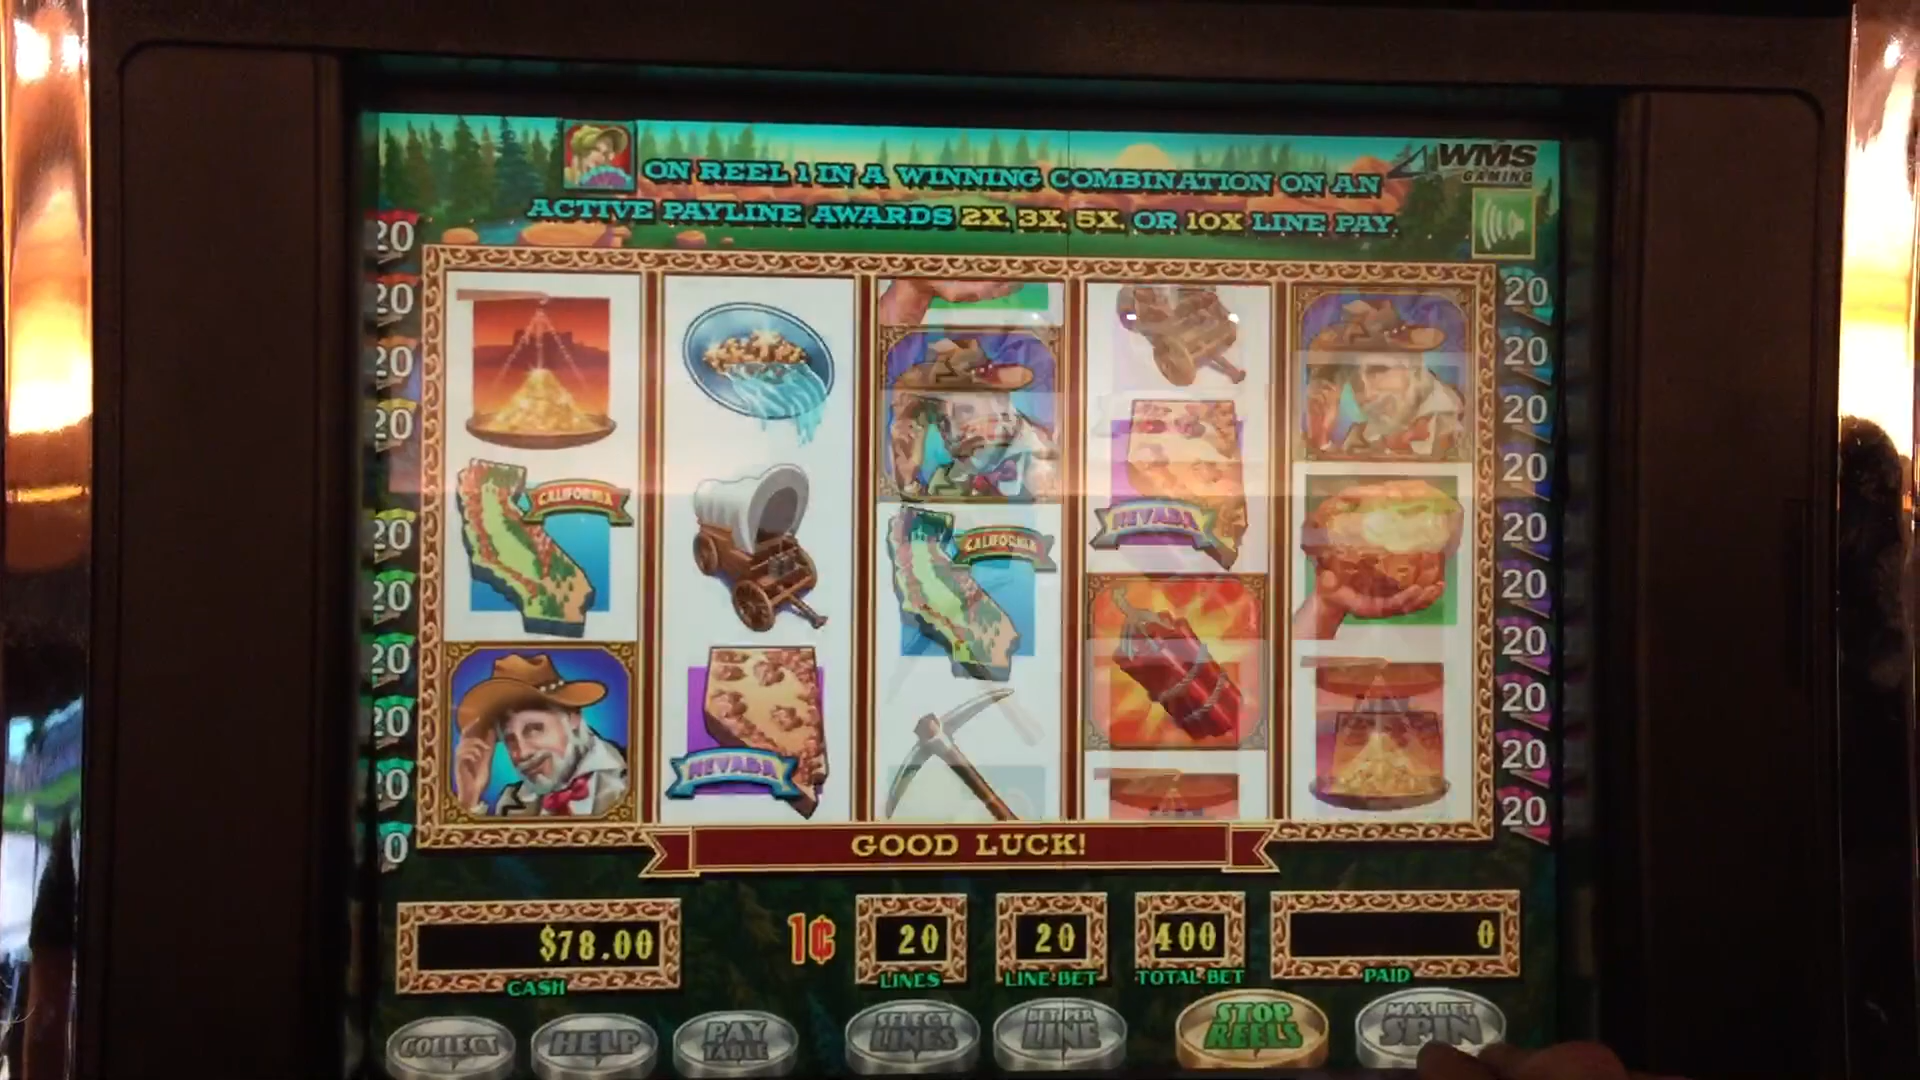 ON REEL 1 IN A WINNING COMBINATION ON AN
ACTIVE PAYLINE AWARDS 2X, 3X, 5X, OR 10X LINE PAY.
WMS
GAMING
20
20
20
20
20
20
20
20
20
0
20
20
20
20
20
20
20
20
20
20
CALIFORNIA
CALIFORNIA
NEVADA
NEVADA
GOOD LUCK!
$78.00
CASH
1¢
20
LINES
20
LINE BET
400
TOTAL BET
0
PAID
COLLECT
HELP
PAY
TABLE
SELECT
LINES
BET PER
LINE
STOP
REELS
MAX BET
SPIN